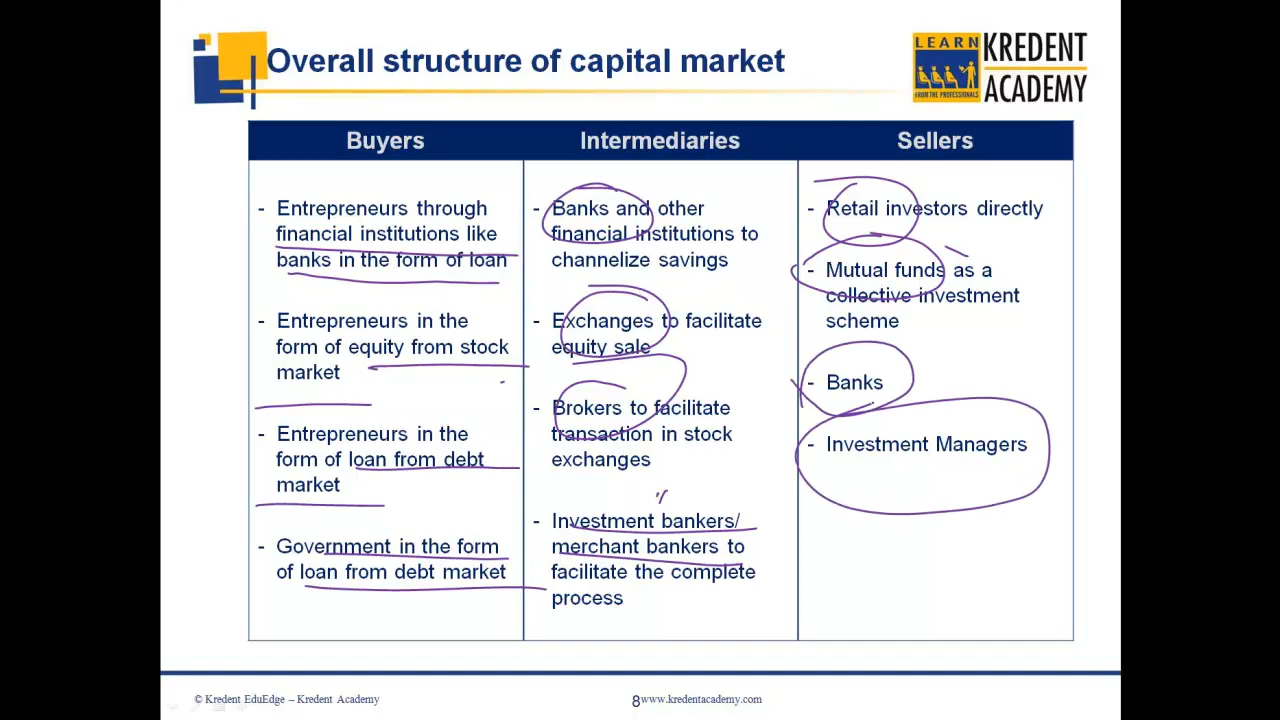 Overall structure of capital market
LEARN
FROM THE PROFESSIONALS
KREDENT
ACADEMY
Buyers
Intermediaries
Sellers
- Entrepreneurs through
financial institutions like
banks in the form of loan
- Entrepreneurs in the
form of equity from stock
market
- Entrepreneurs in the
form of loan from debt
market
- Government in the form
of loan from debt market
- Banks and other
financial institutions to
channelize savings
- Exchanges to facilitate
equity sale
- Brokers to facilitate
transaction in stock
exchanges
- Investment bankers/
merchant bankers to
facilitate the complete
process
- Retail investors directly
- Mutual funds as a
collective investment
scheme
- Banks
- Investment Managers
© Kredent EduEdge – Kredent Academy
8 www.kredentacademy.com